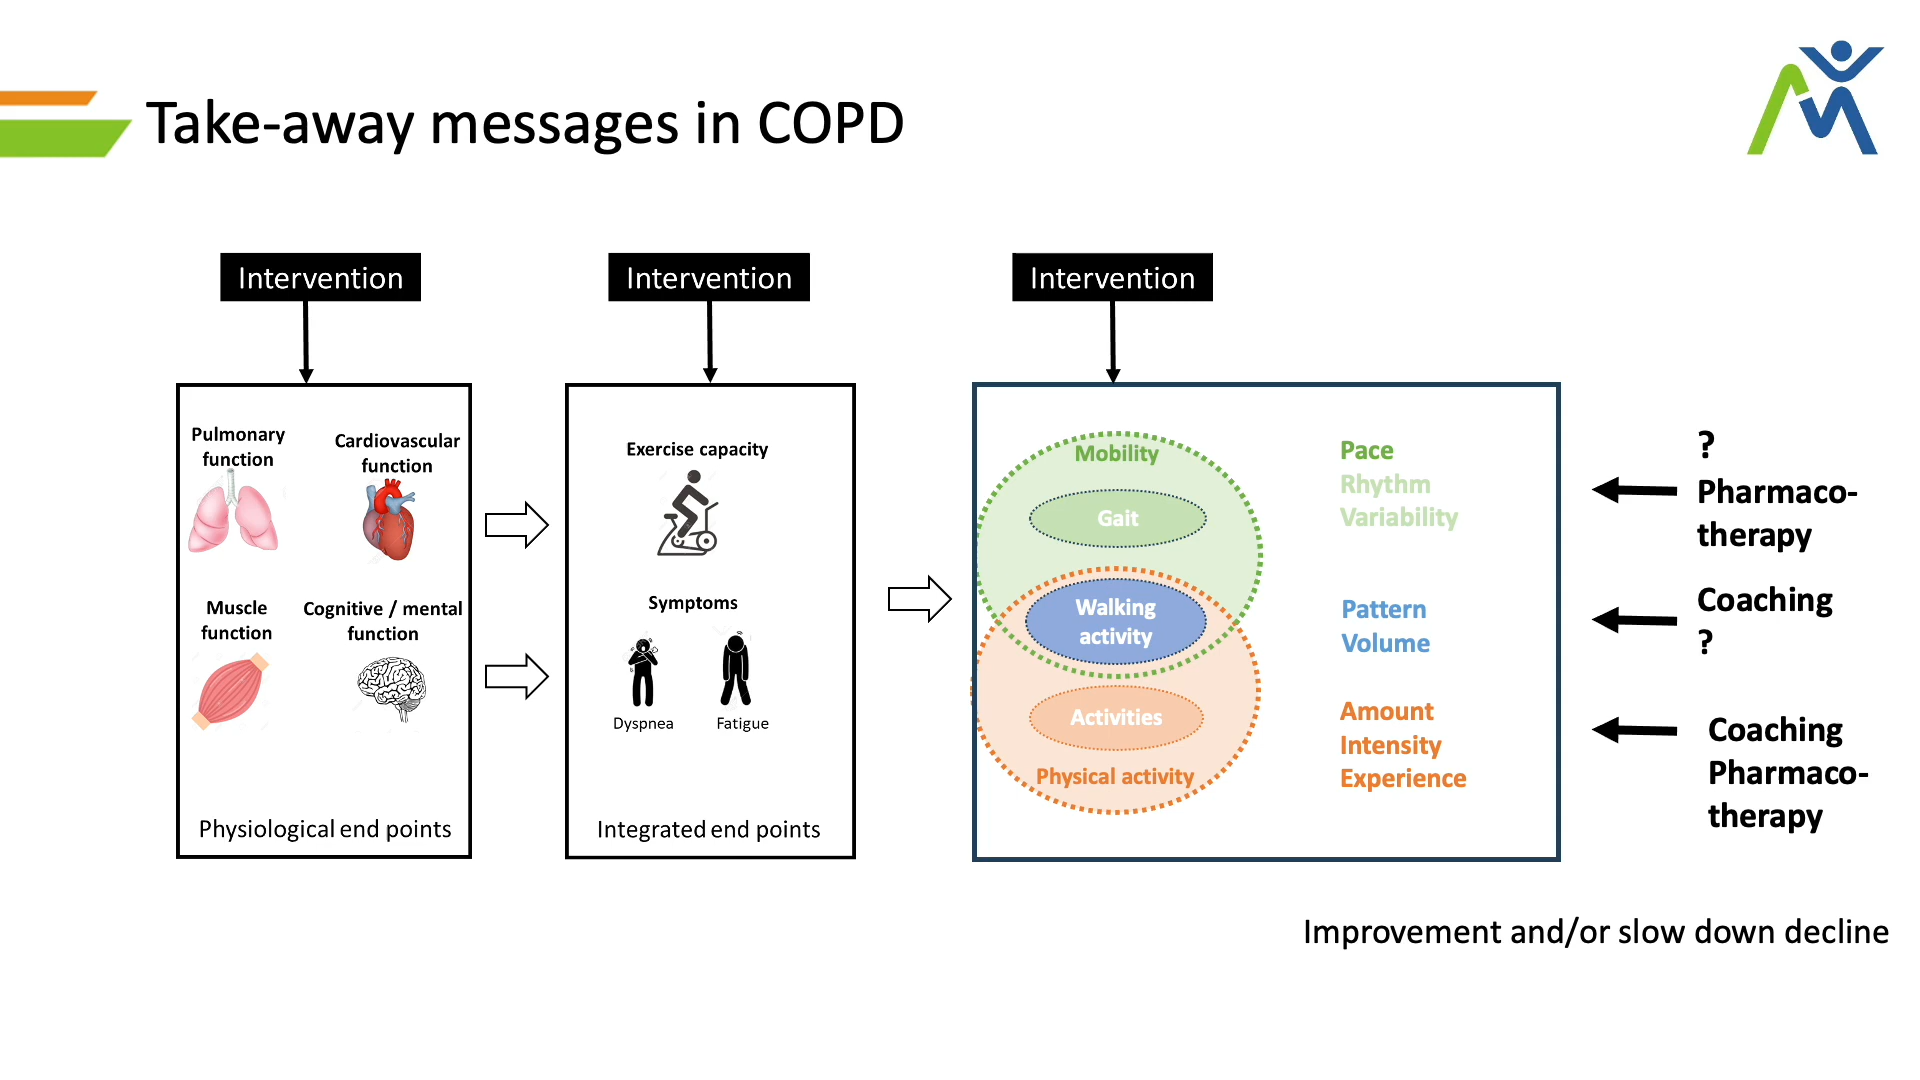 Take-away messages in COPD
Intervention
Intervention
Intervention
Pulmonary
function
Cardiovascular
function
Muscle
function
Cognitive / mental
function
Physiological end points
Exercise capacity
Symptoms
Dyspnea
Fatigue
Integrated end points
Mobility
Gait
Walking
activity
Activities
Physical activity
Pace
Rhythm
Variability
Pattern
Volume
Amount
Intensity
Experience
?
Pharmaco-
therapy
Coaching
?
Coaching
Pharmaco-
therapy
Improvement and/or slow down decline